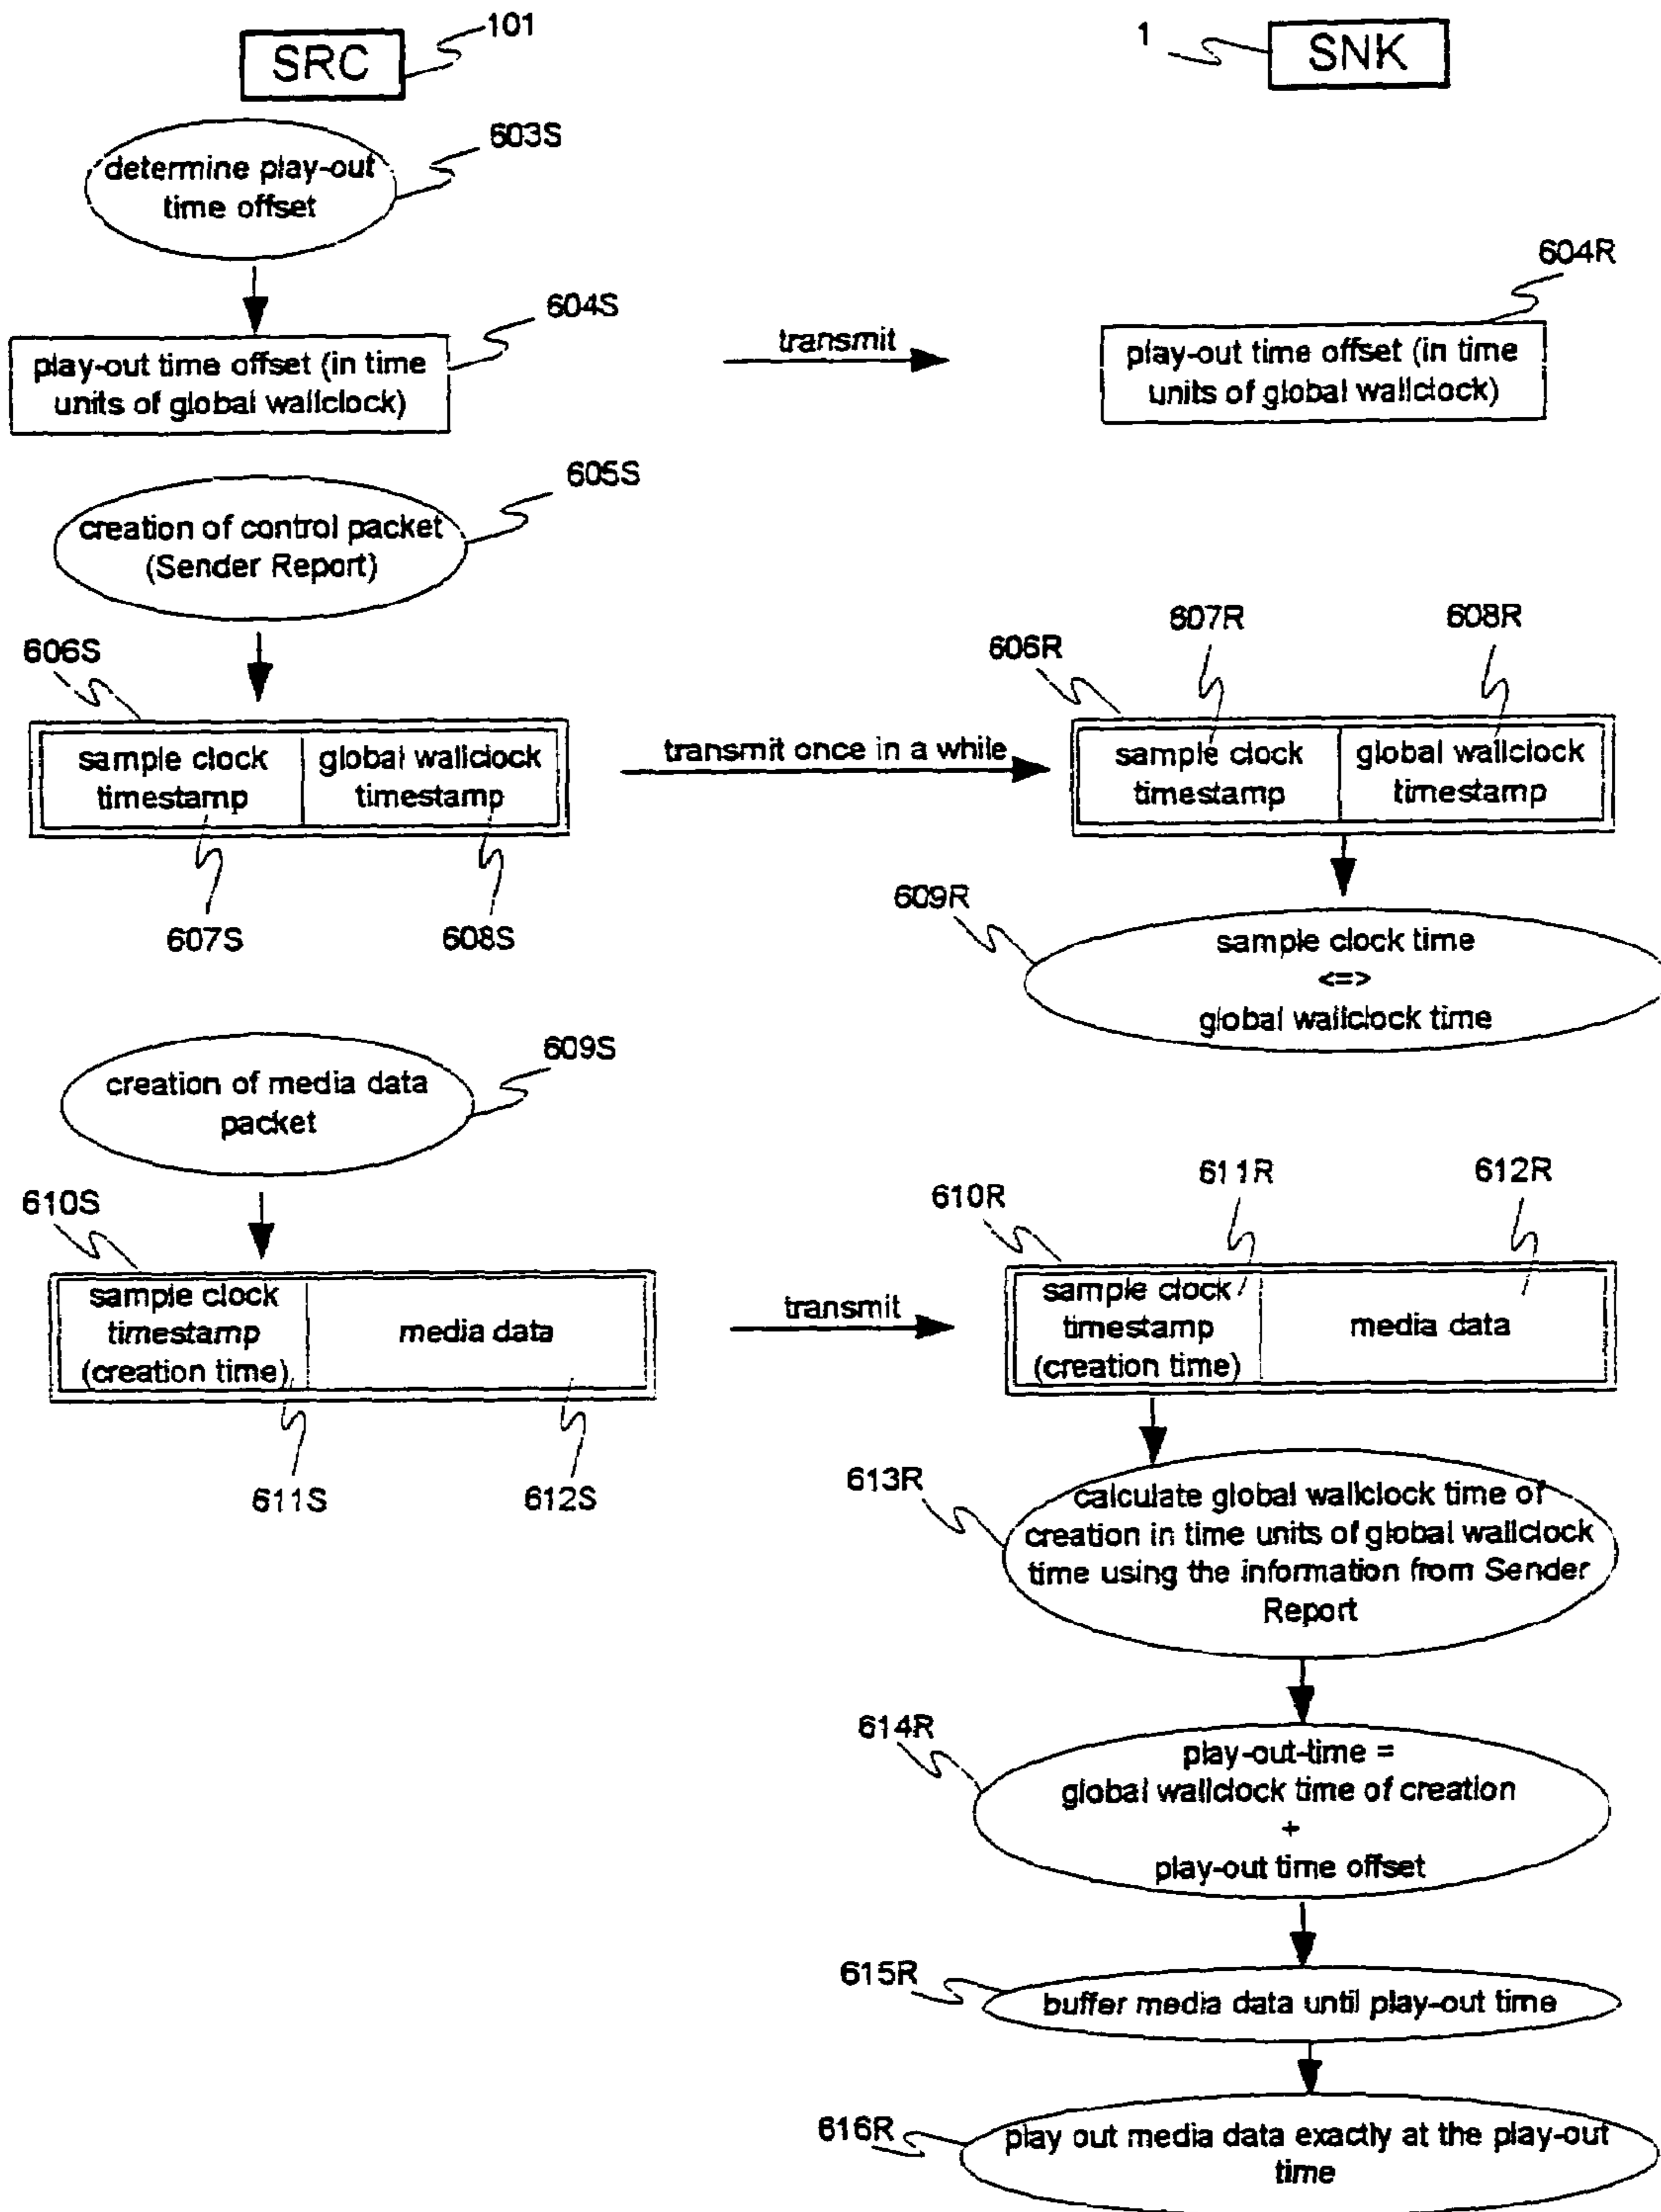 101
1
SRC
SNK
603S
determine play-out
time offset
604R
604S
play-out time offset (in time
units of global wallclock)
transmit
play-out time offset (in time
units of global wallclock)
605S
creation of control packet
(Sender Report)
607R
608R
606S
606R
sample clock
timestamp
global wallclock
timestamp
transmit once in a while
sample clock
timestamp
global wallclock
timestamp
607S
608S
609R
sample clock time
<=>
global wallclock time
609S
creation of media data
packet
610S
610R
611R
612R
sample clock
timestamp
(creation time)
media data
transmit
sample clock
timestamp
(creation time)
media data
611S
612S
613R
calculate global wallclock time of
creation in time units of global wallclock
time using the information from Sender
Report
614R
play-out-time =
global wallclock time of creation
+
play-out time offset
615R
buffer media data until play-out time
616R
play out media data exactly at the play-out
time